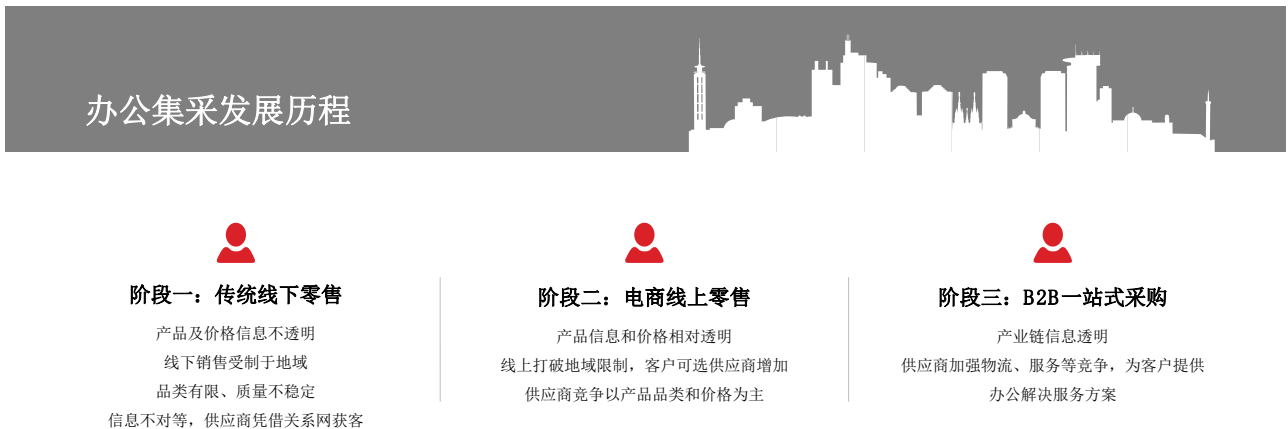 办公集采发展历程
阶段一：传统线下零售
产品及价格信息不透明
线下销售受制于地域
品类有限、质量不稳定
信息不对等，供应商凭借关系网获客
阶段二：电商线上零售
产品信息和价格相对透明
线上打破地域限制，客户可选供应商增加
供应商竞争以产品品类和价格为主
阶段三：B2B一站式采购
产业链信息透明
供应商加强物流、服务等竞争，为客户提供
办公解决服务方案